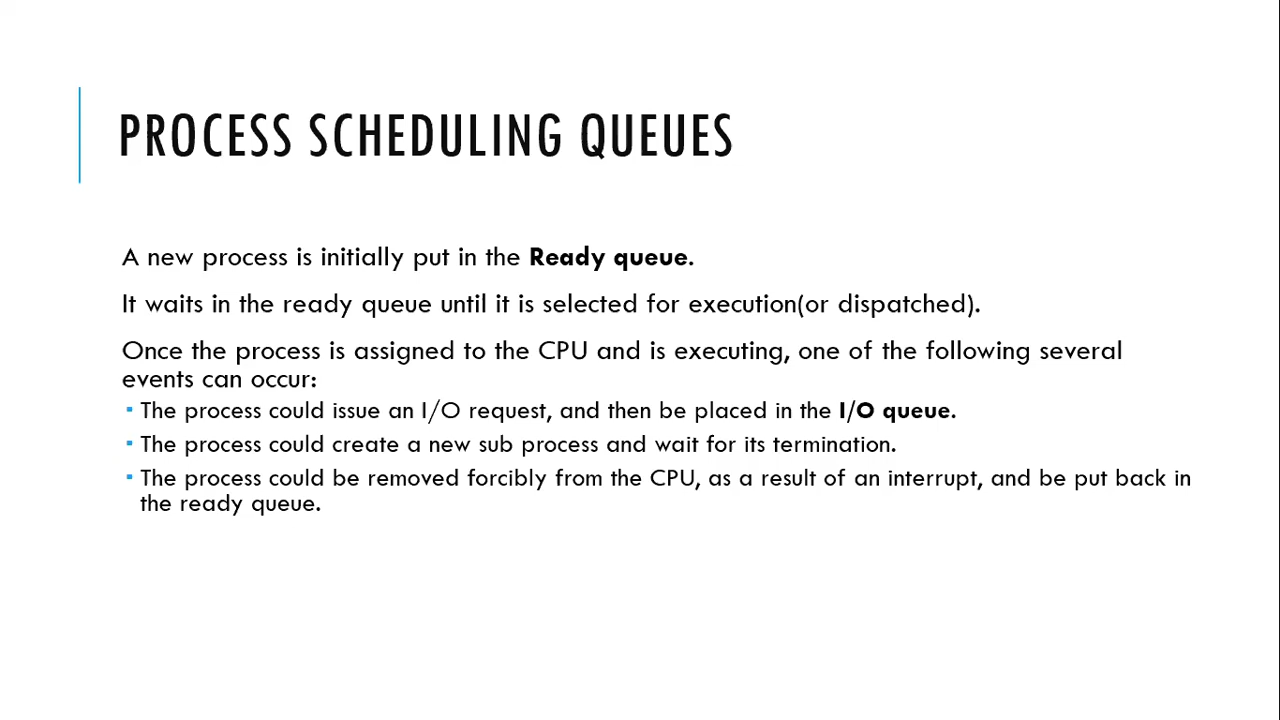 PROCESS SCHEDULING QUEUES
A new process is initially put in the Ready queue.
It waits in the ready queue until it is selected for execution(or dispatched).
Once the process is assigned to the CPU and is executing, one of the following several
events can occur:
▪ The process could issue an I/O request, and then be placed in the I/O queue.
▪ The process could create a new sub process and wait for its termination.
▪ The process could be removed forcibly from the CPU, as a result of an interrupt, and be put back in
the ready queue.